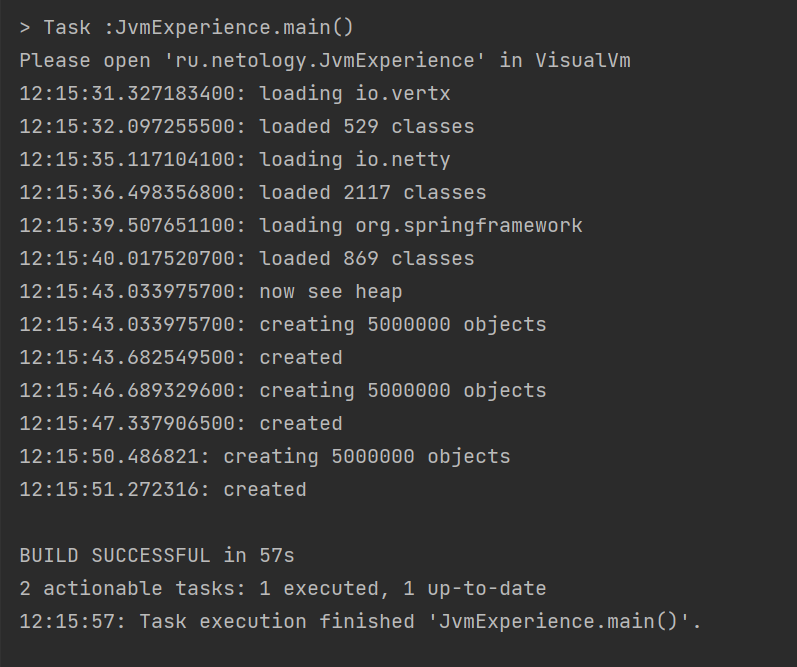 > Task :JvmExperience.main()
Please open 'ru.netology.JvmExperience' in VisualVm
12:15:31.327183400: loading io.vertx
12:15:32.097255500: loaded 529 classes
12:15:35.117104100: loading io.netty
12:15:36.498356800: loaded 2117 classes
12:15:39.507651100: loading org.springframework
12:15:40.017520700: loaded 869 classes
12:15:43.033975700: now see heap
12:15:43.033975700: creating 5000000 objects
12:15:43.682549500: created
12:15:46.689329600: creating 5000000 objects
12:15:47.337906500: created
12:15:50.486821: creating 5000000 objects
12:15:51.272316: created
BUILD SUCCESSFUL in 57s
2 actionable tasks: 1 executed, 1 up-to-date
12:15:57: Task execution finished 'JvmExperience.main()'.